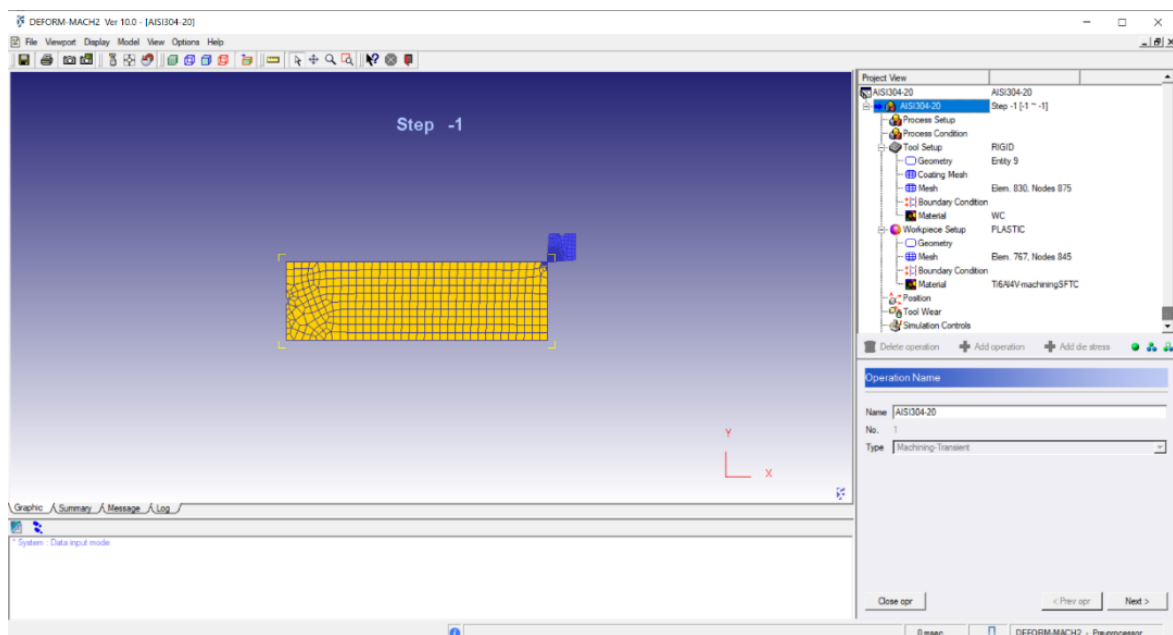 DEFORM-MACH2 Ver 10.0 - [AISI304-20]
File Viewport Display Model View Options Help
Step -1
Y
X
Graphic Summary Message Log
* System : Data input mode
Project View
AISI304-20 AISI304-20
AISI304-20 Step -1 [-1 ~ -1]
Process Setup
Process Condition
Tool Setup RIGID
Geometry Entity 9
Coating Mesh
Mesh Elem. 830, Nodes 875
Boundary Condition
Material WC
Workpiece Setup PLASTIC
Geometry
Mesh Elem. 767, Nodes 845
Boundary Condition
Material Ti6Al4V-machiningSFTC
Position
Tool Wear
Simulation Controls
Delete operation Add operation Add die stress
Operation Name
Name AISI304-20
No. 1
Type Machining-Transient
Close opr < Prev opr Next >
0 msec DEFORM-MACH2 - Pre-processor